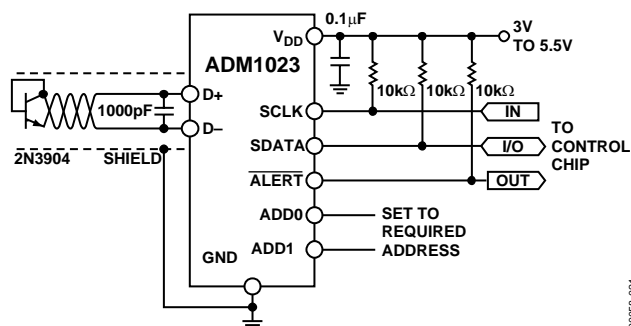 0.1μF
VDD
3V
TO 5.5V
ADM1023
10kΩ 10kΩ 10kΩ
D+
1000pF
D–
SCLK
IN
SDATA
I/O
TO
CONTROL
CHIP
2N3904
SHIELD
ALERT
OUT
ADD0
SET TO
REQUIRED
ADDRESS
ADD1
GND